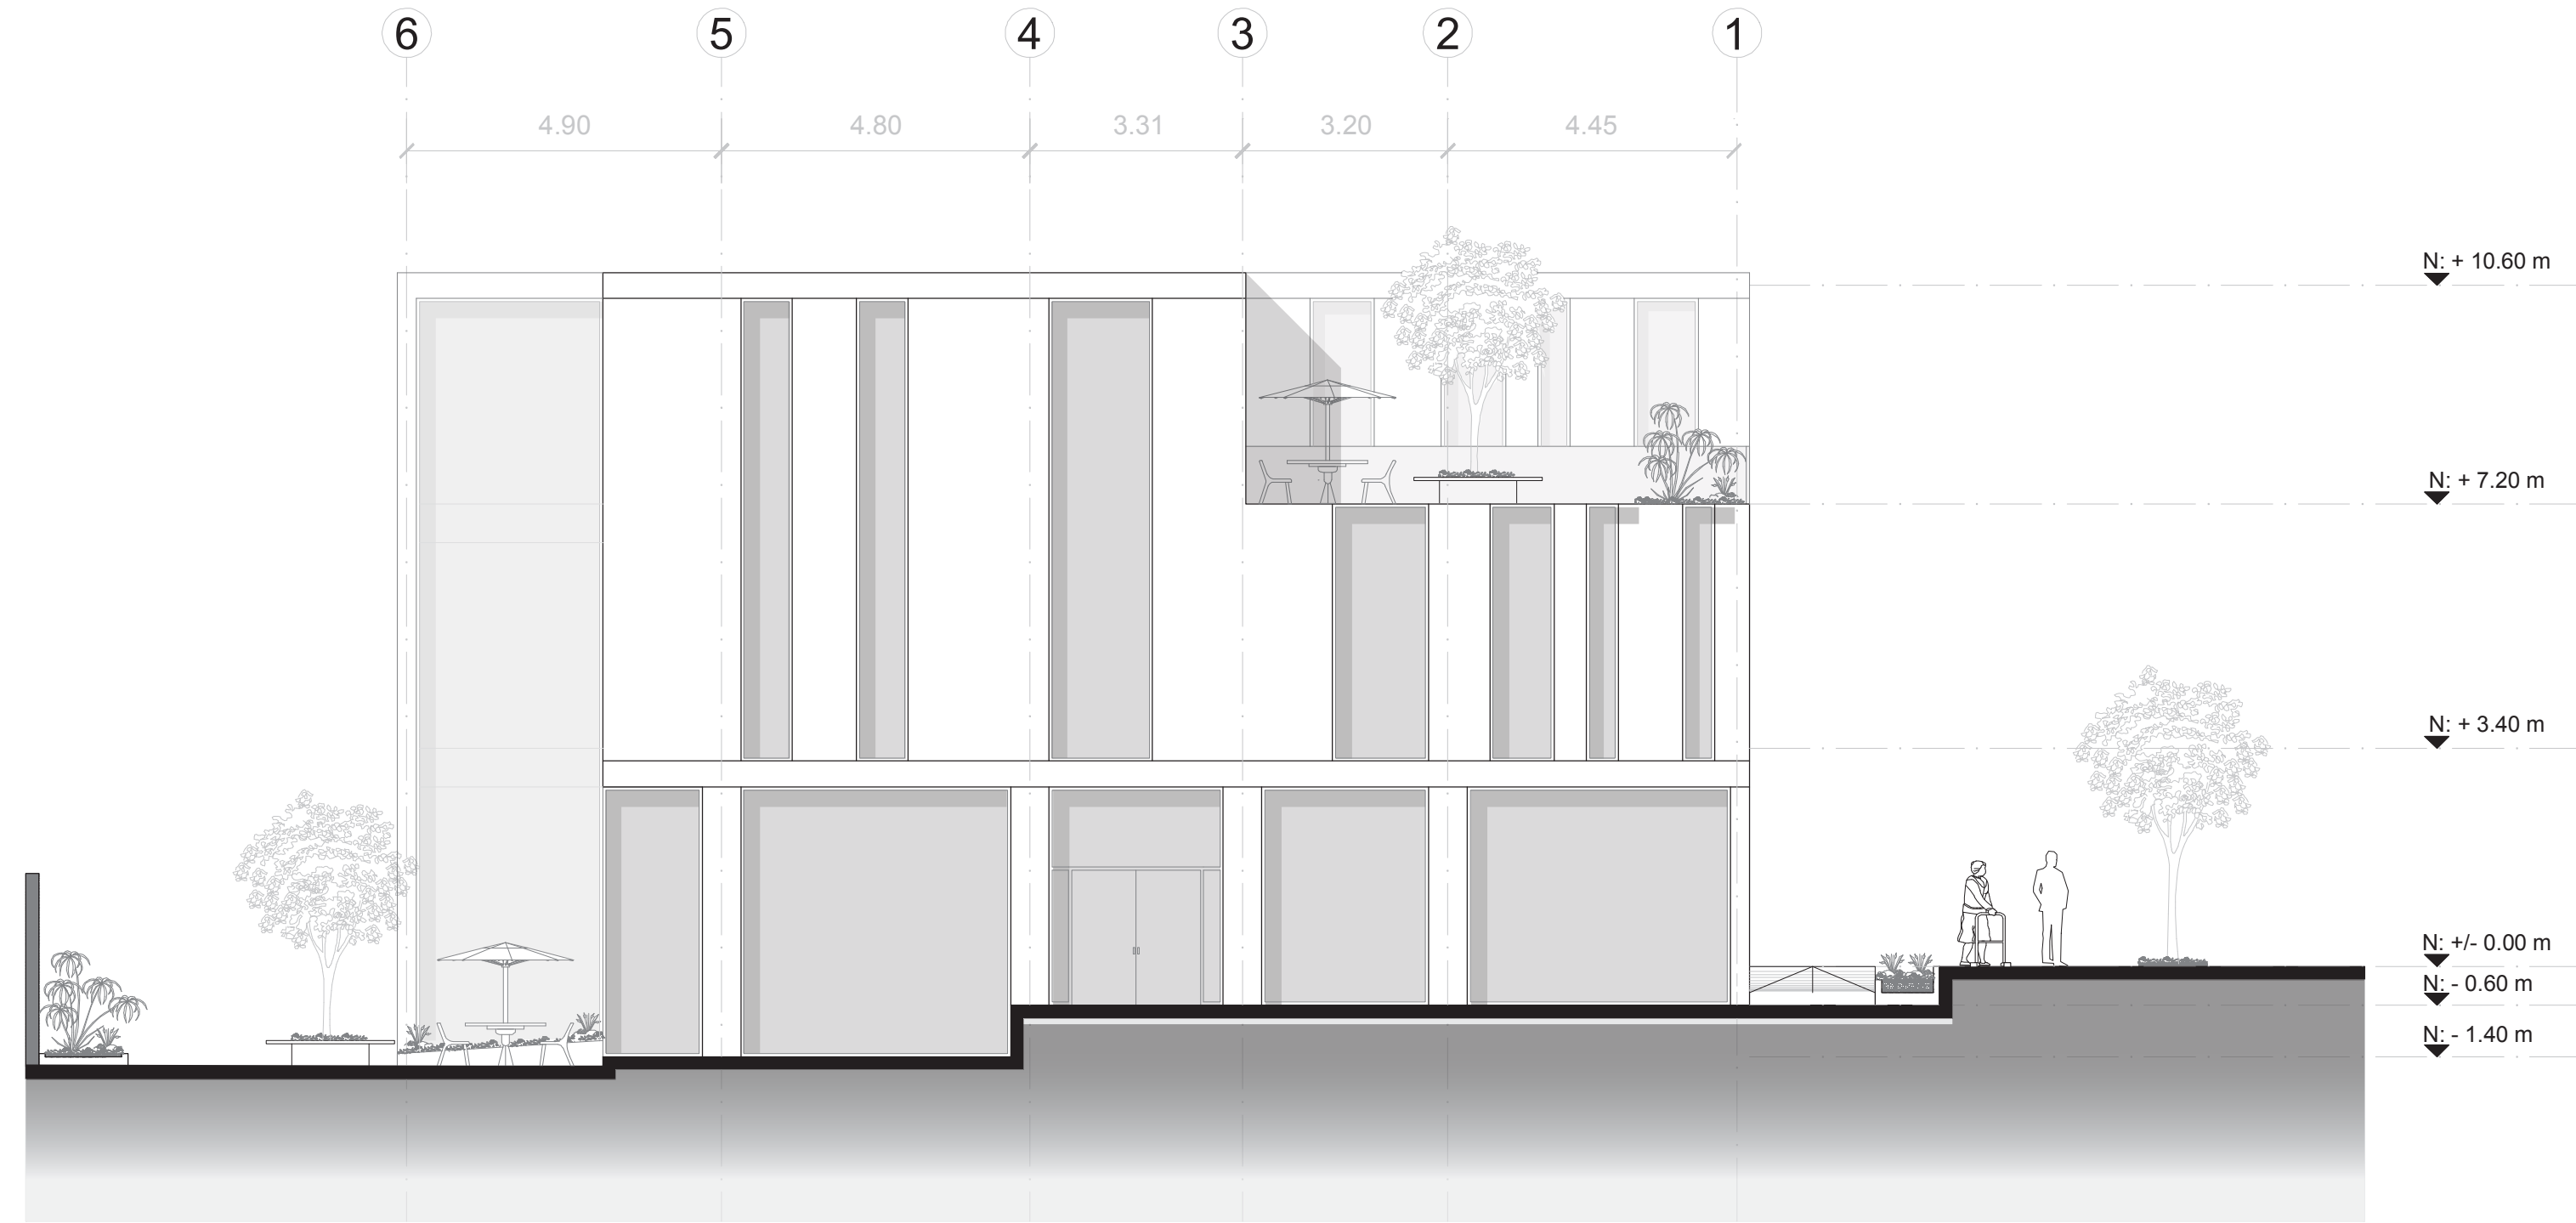 6 5 4 3 2 1
4.90 4.80 3.31 3.20 4.45
N: + 10.60 m
N: + 7.20 m
N: + 3.40 m
N: +/- 0.00 m
N: - 0.60 m
N: - 1.40 m